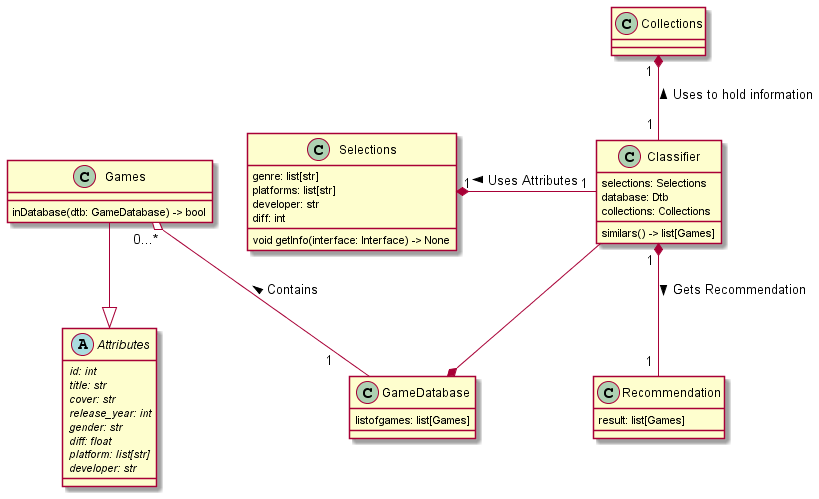 C Collections
1
Uses to hold information
1
C Classifier
selections: Selections
database: Dtb
collections: Collections
similars() -> list[Games]
C Selections
genre: list[str]
platforms: list[str]
developer: str
diff: int
void getInfo(interface: Interface) -> None
1 Uses Attributes 1
C Games
inDatabase(dtb: GameDatabase) -> bool
0...*
Contains
1
1
Gets Recommendation
1
A Attributes
id: int
title: str
cover: str
release_year: int
gender: str
diff: float
platform: list[str]
developer: str
C GameDatabase
listofgames: list[Games]
C Recommendation
result: list[Games]